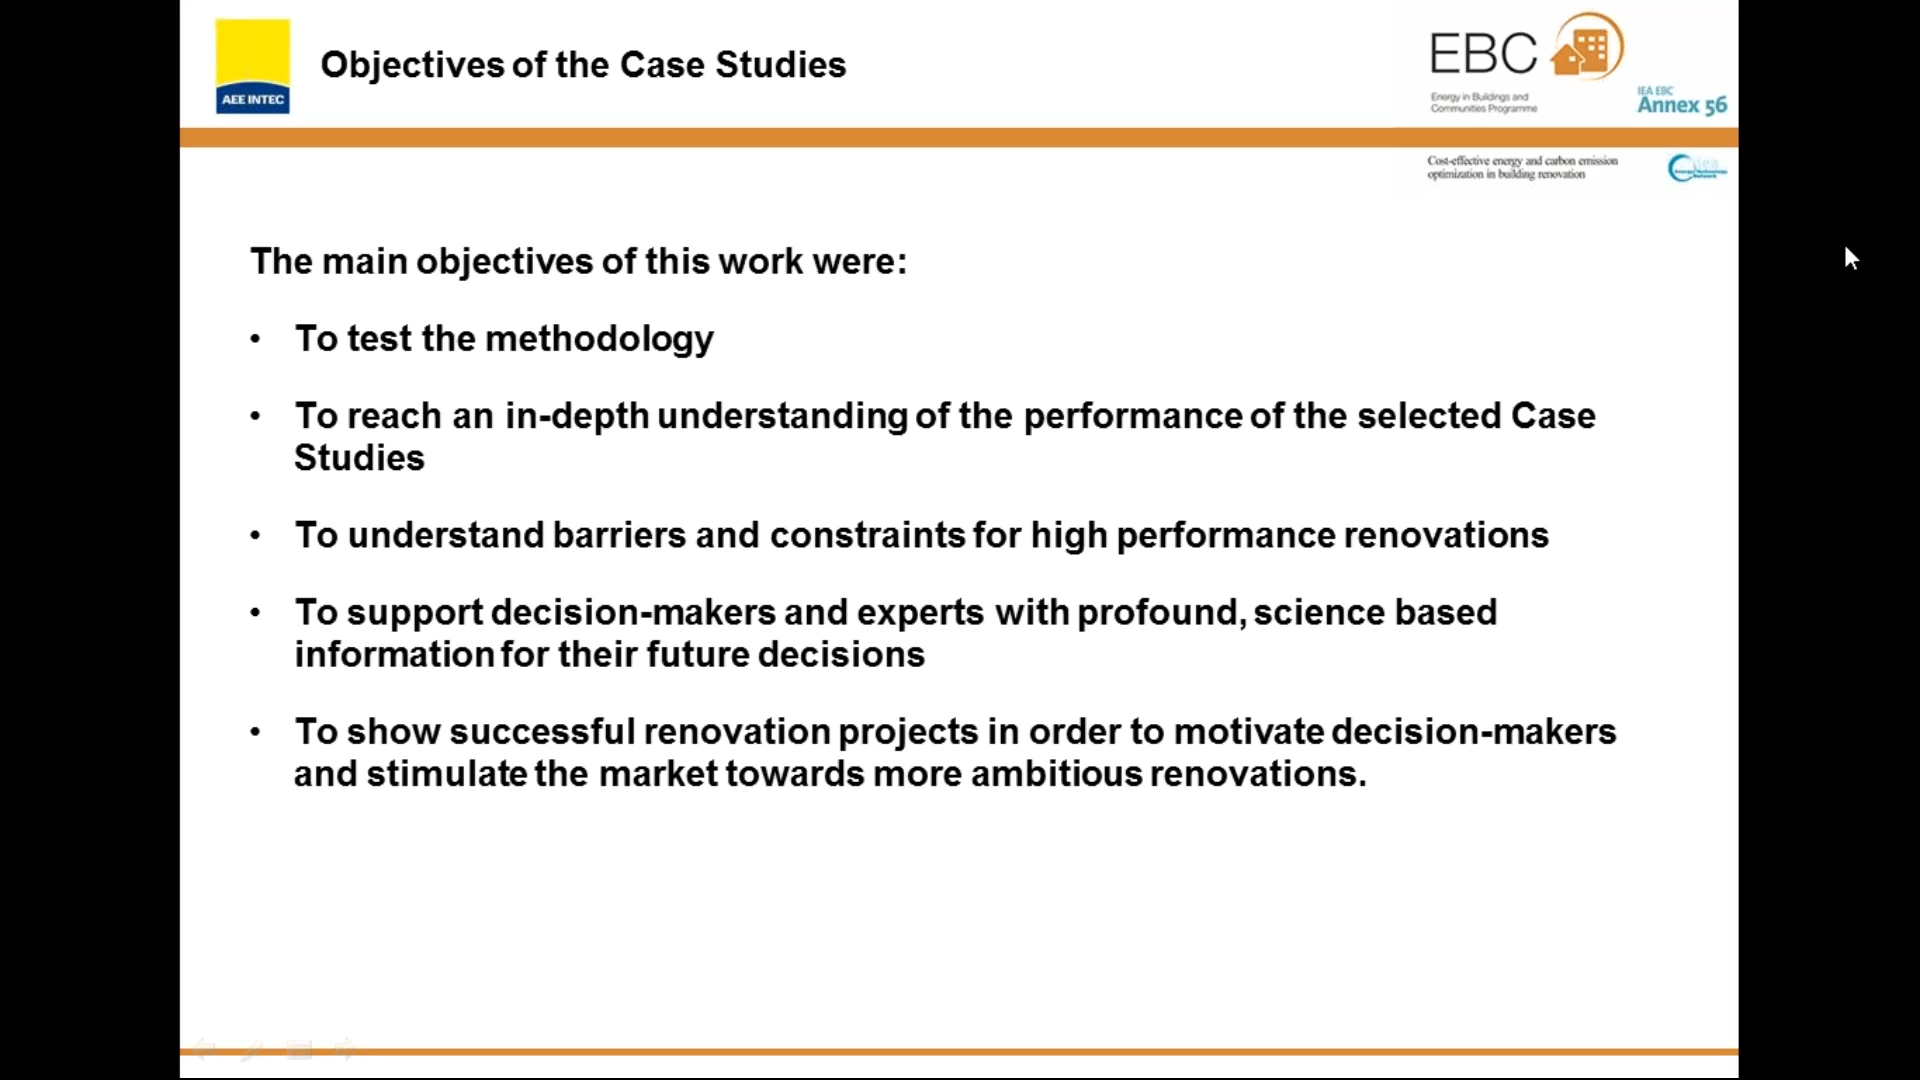 AEE INTEC
Objectives of the Case Studies
EBC
Energy in Buildings and
Communities Programme
IEA EBC
Annex 56
Cost-effective energy and carbon emission
optimization in building renovation
iea
Energy Technology
Network
The main objectives of this work were:
• To test the methodology
• To reach an in-depth understanding of the performance of the selected Case
Studies
• To understand barriers and constraints for high performance renovations
• To support decision-makers and experts with profound, science based
information for their future decisions
• To show successful renovation projects in order to motivate decision-makers
and stimulate the market towards more ambitious renovations.